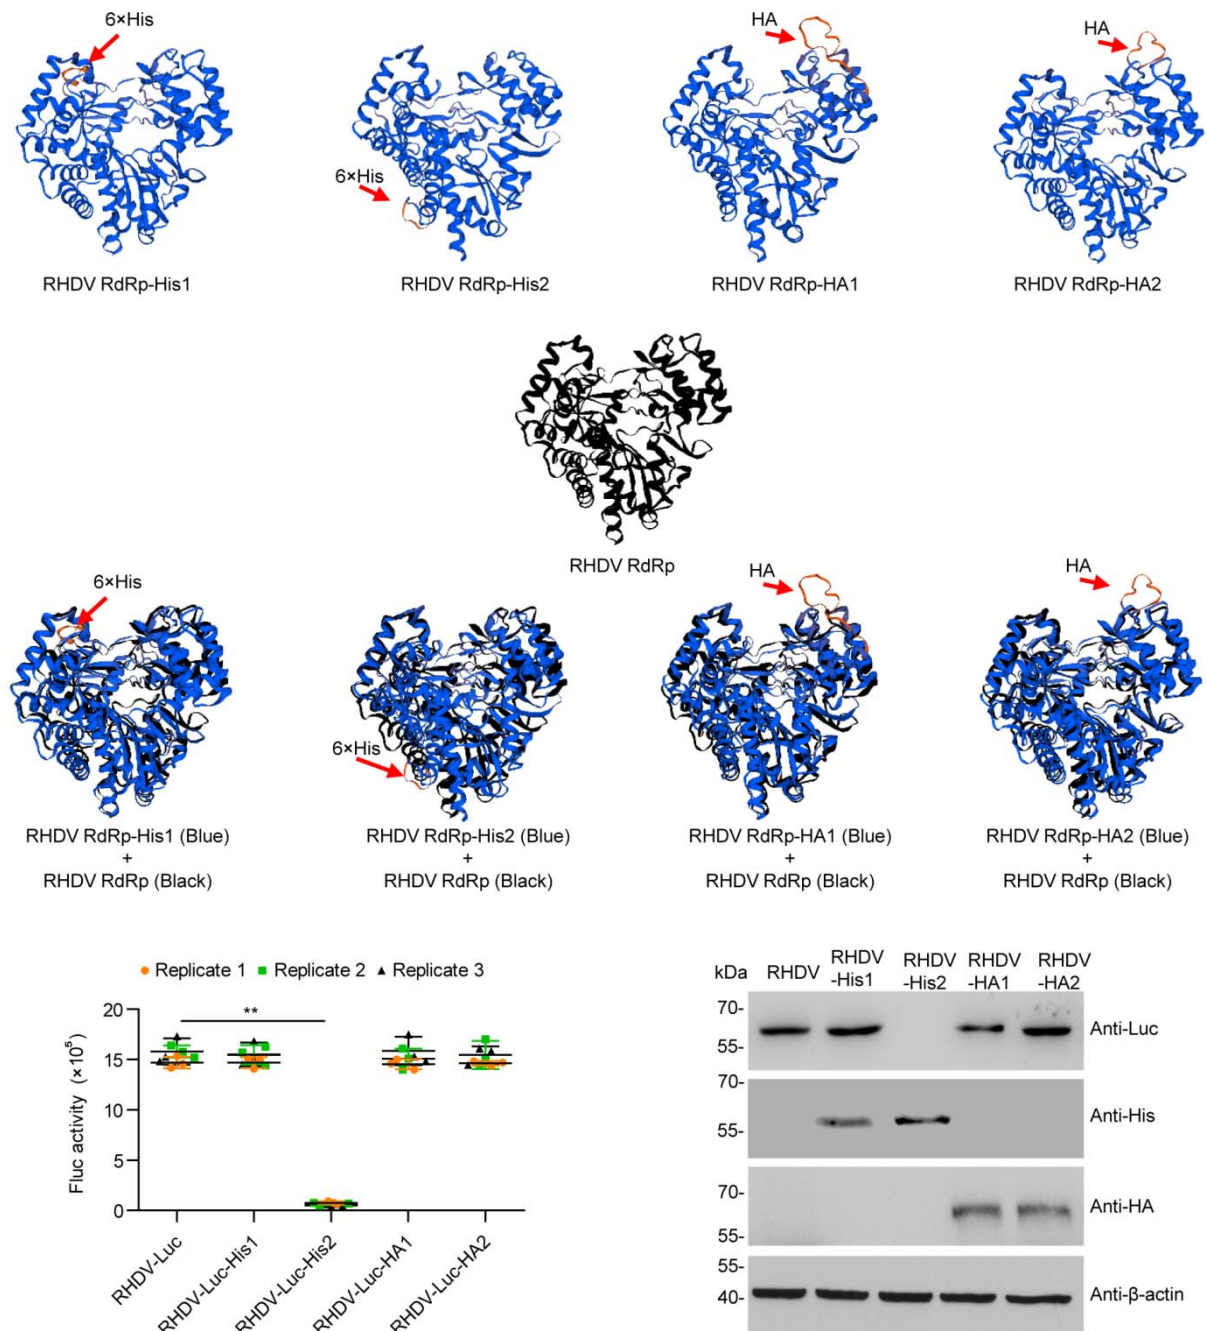 6×His
HA
HA
6×His
RHDV RdRp-His1
RHDV RdRp-His2
RHDV RdRp-HA1
RHDV RdRp-HA2
RHDV RdRp
6×His
HA
HA
6×His
RHDV RdRp-His1 (Blue)
+
RHDV RdRp (Black)
RHDV RdRp-His2 (Blue)
+
RHDV RdRp (Black)
RHDV RdRp-HA1 (Blue)
+
RHDV RdRp (Black)
RHDV RdRp-HA2 (Blue)
+
RHDV RdRp (Black)
Replicate 1
Replicate 2
Replicate 3
**
Fluc activity (×10⁵)
20
15
10
5
0
RHDV-Luc
RHDV-Luc-His1
RHDV-Luc-His2
RHDV-Luc-HA1
RHDV-Luc-HA2
kDa
RHDV
RHDV
-His1
RHDV
-His2
RHDV
-HA1
RHDV
-HA2
70-
55-
Anti-Luc
70-
55-
Anti-His
70-
55-
Anti-HA
55-
40-
Anti-β-actin